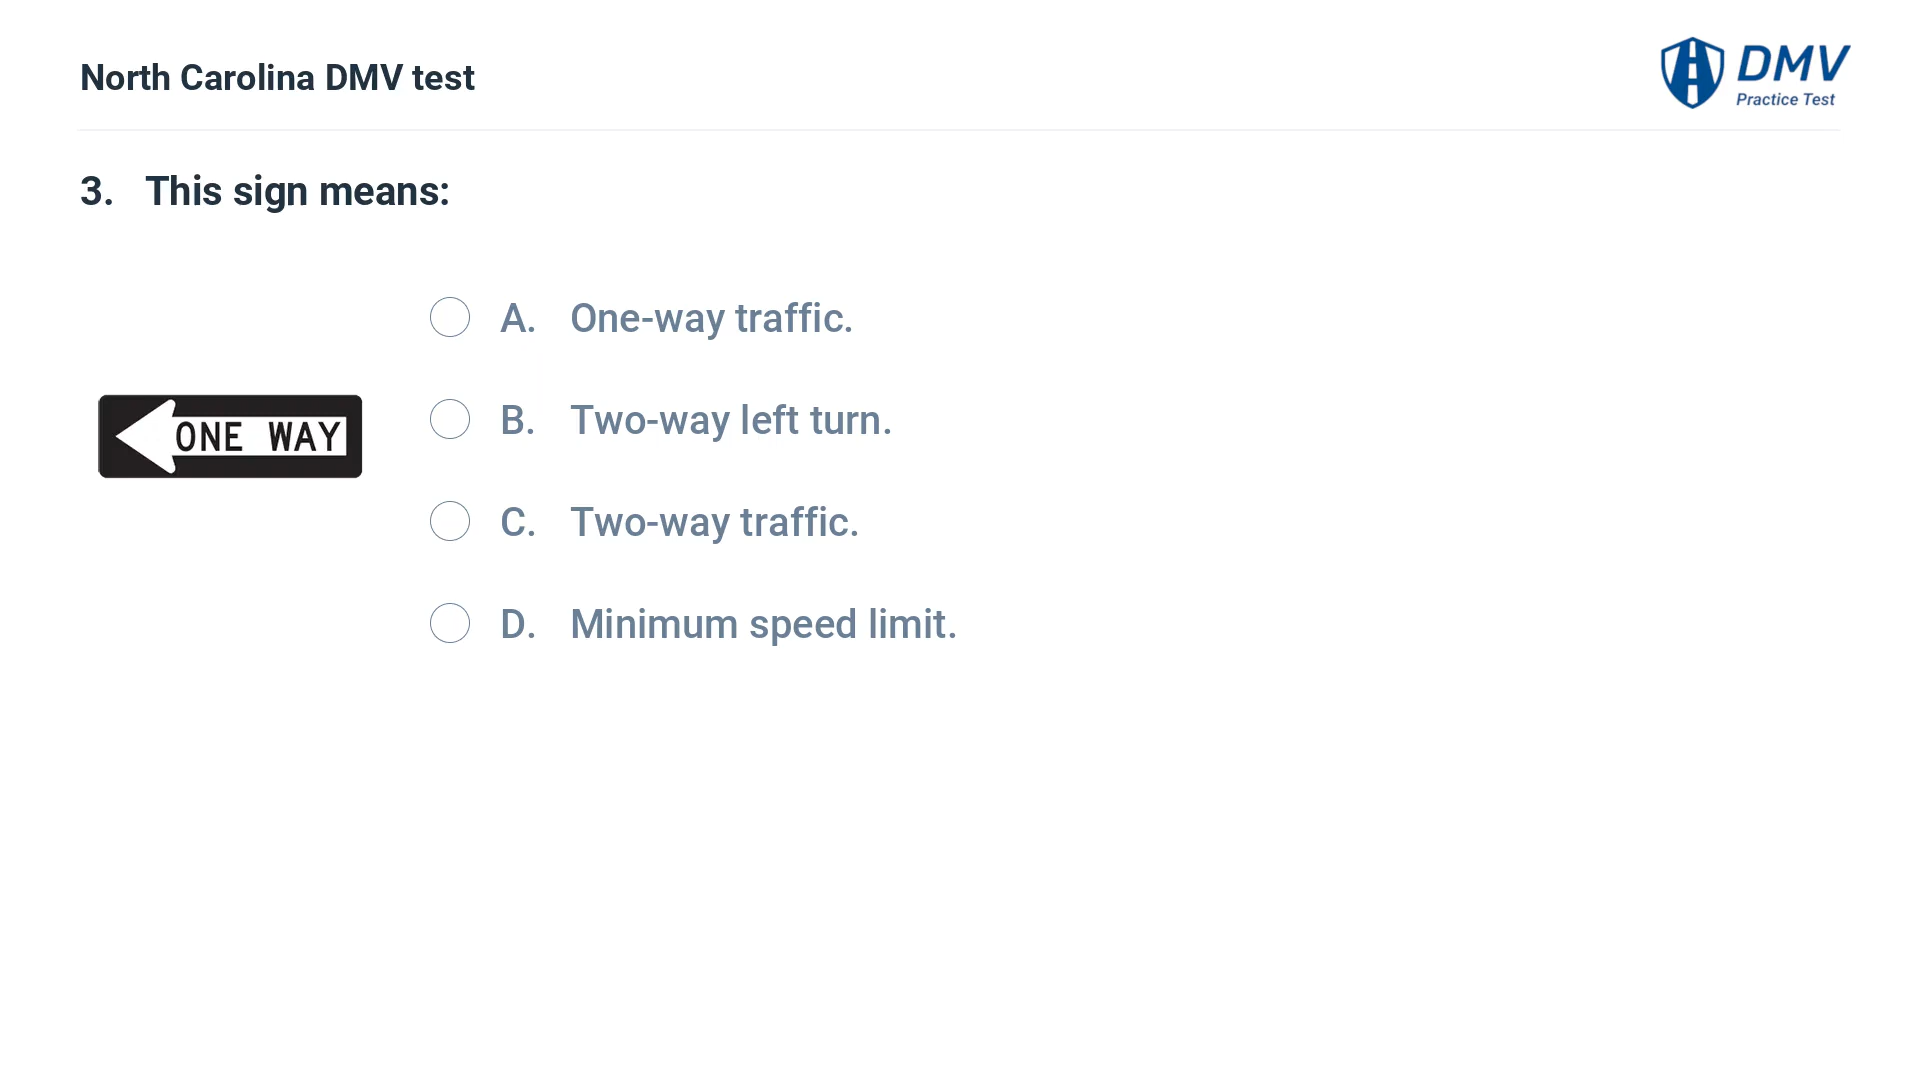 North Carolina DMV test
DMV
Practice Test
3. This sign means:
A. One-way traffic.
ONE WAY
B. Two-way left turn.
C. Two-way traffic.
D. Minimum speed limit.